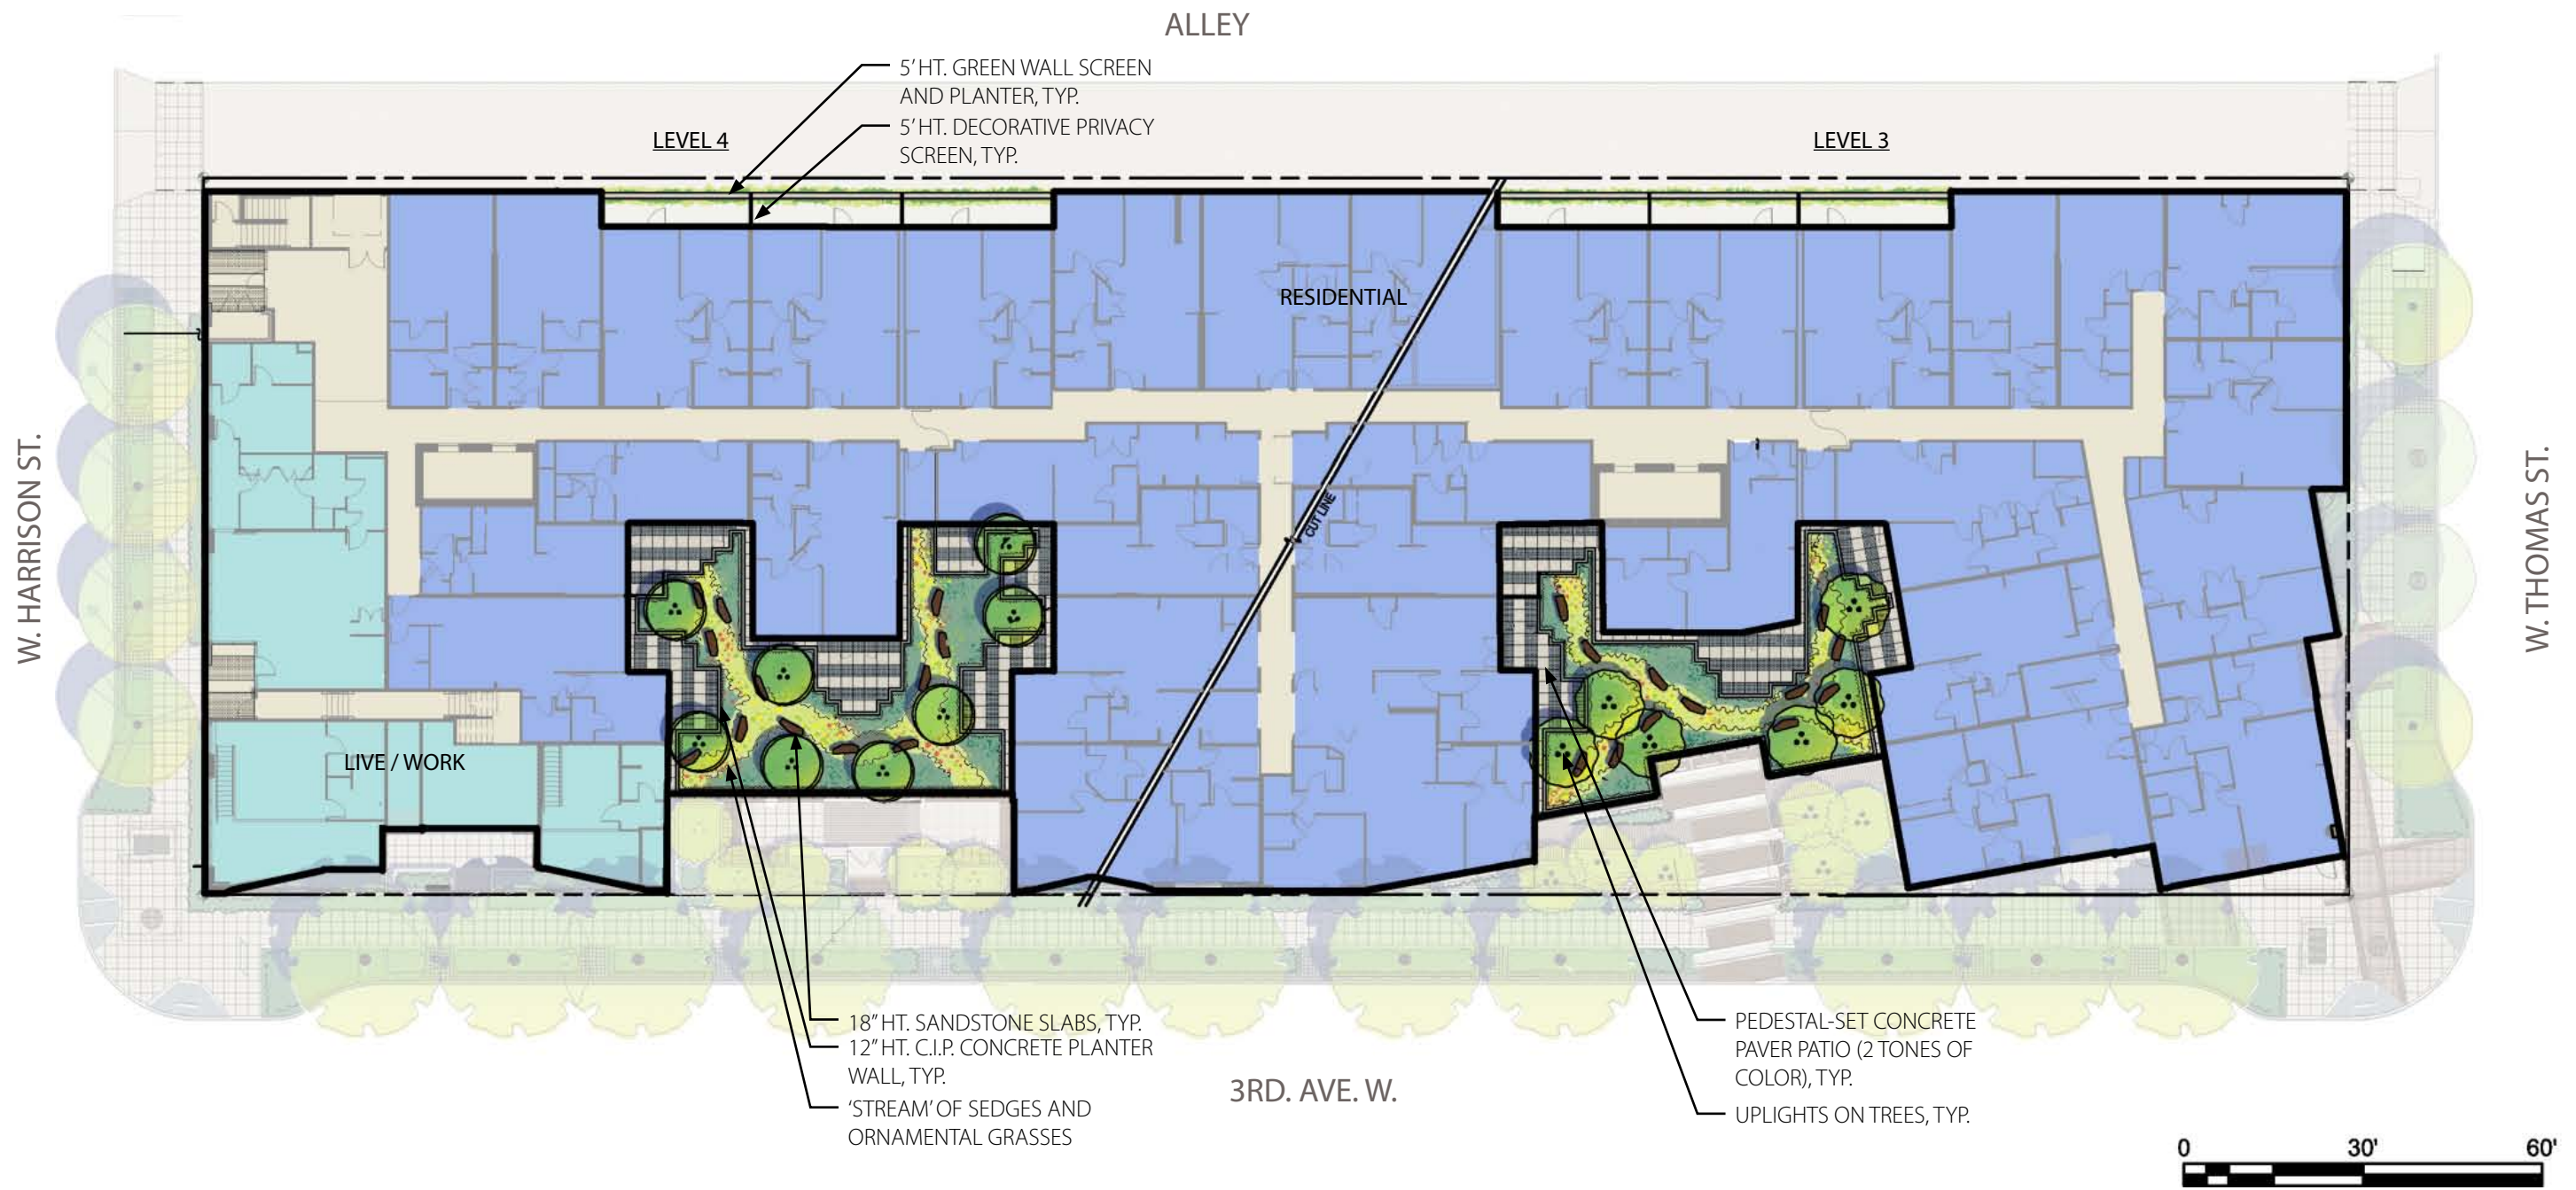 ALLEY
5' HT. GREEN WALL SCREEN
AND PLANTER, TYP.
5' HT. DECORATIVE PRIVACY
SCREEN, TYP.
LEVEL 4
LEVEL 3
RESIDENTIAL
W. HARRISON ST.
W. THOMAS ST.
CUT LINE
LIVE / WORK
18" HT. SANDSTONE SLABS, TYP.
12" HT. C.I.P. CONCRETE PLANTER
WALL, TYP.
'STREAM' OF SEDGES AND
ORNAMENTAL GRASSES
3RD. AVE. W.
PEDESTAL-SET CONCRETE
PAVER PATIO (2 TONES OF
COLOR), TYP.
UPLIGHTS ON TREES, TYP.
0 30' 60'